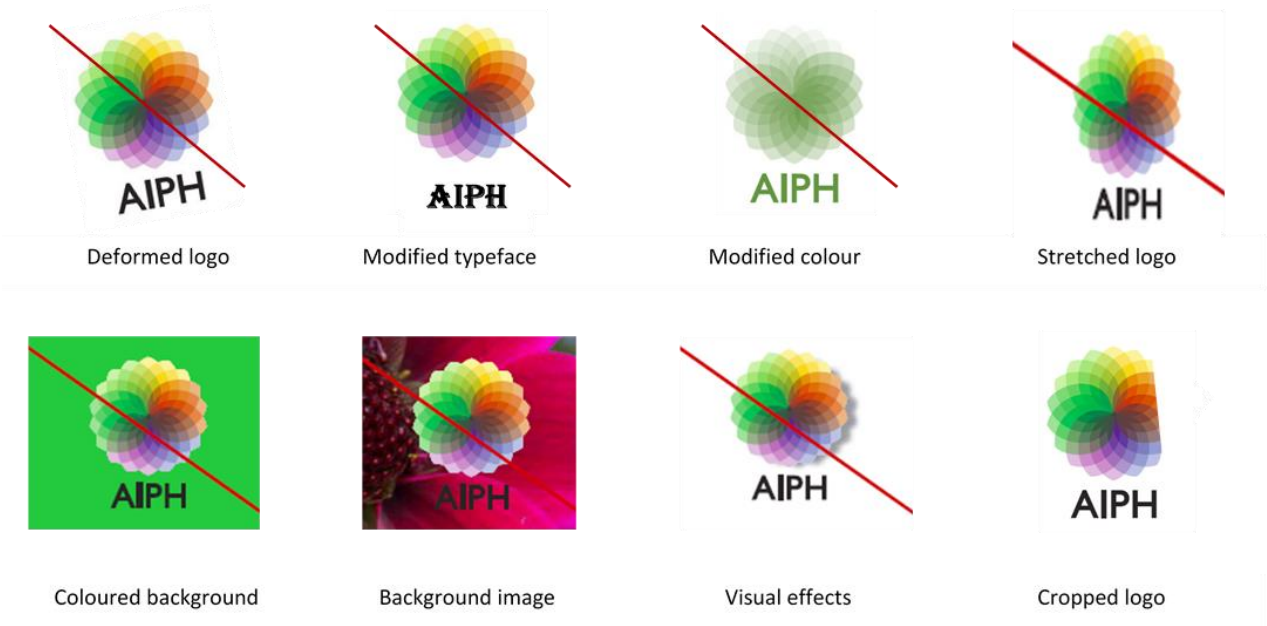 AIPH AIPH AIPH AIPH
Deformed logo Modified typeface Modified colour Stretched logo
AIPH AIPH AIPH AIPH
Coloured background Background image Visual effects Cropped logo